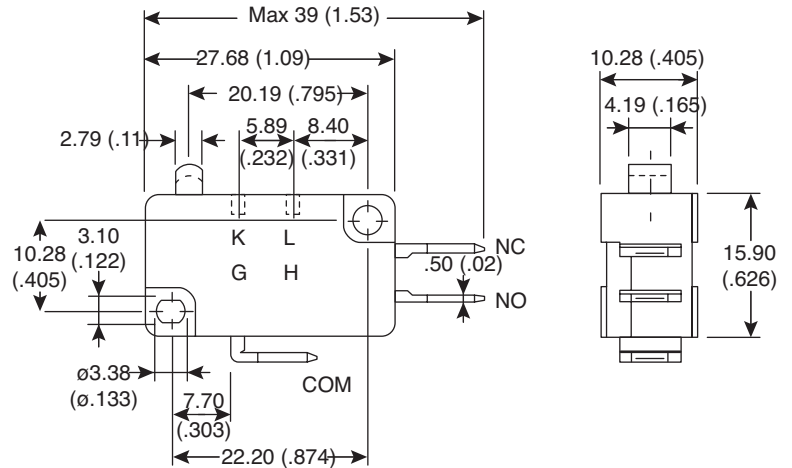 Max 39 (1.53)
27.68 (1.09)
10.28 (.405)
20.19 (.795)
4.19 (.165)
2.79 (.11)
5.89
(.232)
8.40
(.331)
K L
G H
NC
.50 (.02)
NO
10.28
(.405)
3.10
(.122)
15.90
(.626)
ø3.38
(ø.133)
COM
7.70
(.303)
22.20 (.874)